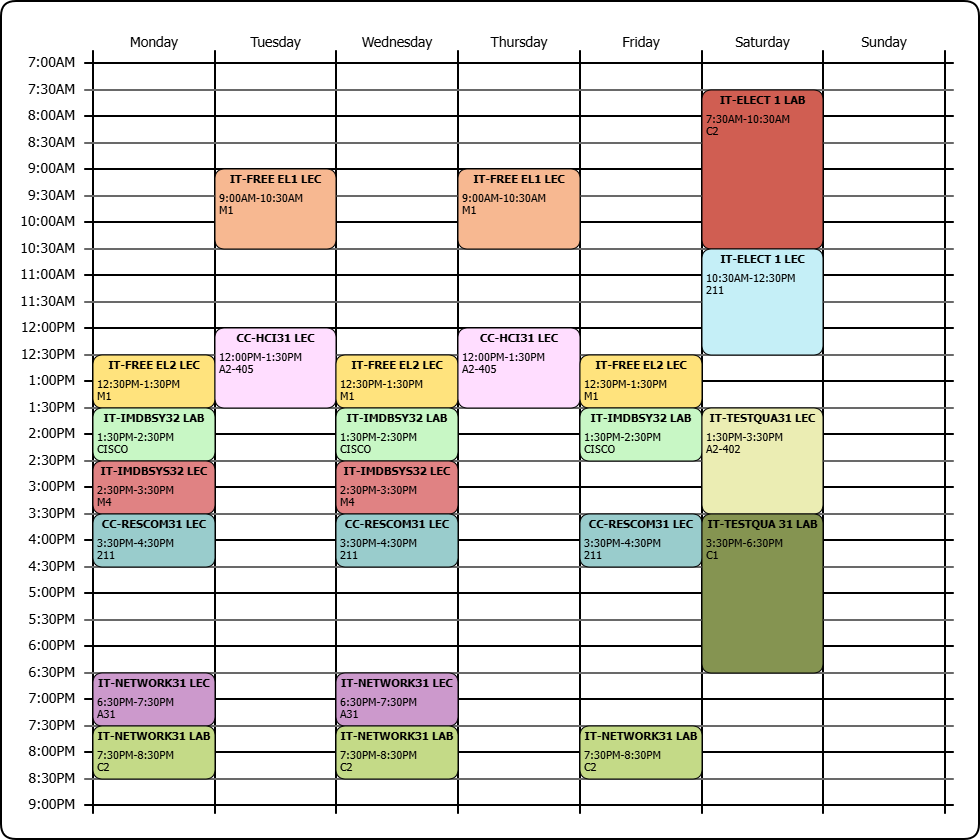 Monday
Tuesday
Wednesday
Thursday
Friday
Saturday
Sunday
7:00AM
7:30AM
8:00AM
8:30AM
9:00AM
9:30AM
10:00AM
10:30AM
11:00AM
11:30AM
12:00PM
12:30PM
1:00PM
1:30PM
2:00PM
2:30PM
3:00PM
3:30PM
4:00PM
4:30PM
5:00PM
5:30PM
6:00PM
6:30PM
7:00PM
7:30PM
8:00PM
8:30PM
9:00PM
IT-FREE EL2 LEC
12:30PM-1:30PM
M1
IT-IMDBSY32 LAB
1:30PM-2:30PM
CISCO
IT-IMDBSYS32 LEC
2:30PM-3:30PM
M4
CC-RESCOM31 LEC
3:30PM-4:30PM
211
IT-NETWORK31 LEC
6:30PM-7:30PM
A31
IT-NETWORK31 LAB
7:30PM-8:30PM
C2
IT-FREE EL1 LEC
9:00AM-10:30AM
M1
CC-HCI31 LEC
12:00PM-1:30PM
A2-405
IT-FREE EL2 LEC
12:30PM-1:30PM
M1
IT-IMDBSY32 LAB
1:30PM-2:30PM
CISCO
IT-IMDBSYS32 LEC
2:30PM-3:30PM
M4
CC-RESCOM31 LEC
3:30PM-4:30PM
211
IT-NETWORK31 LEC
6:30PM-7:30PM
A31
IT-NETWORK31 LAB
7:30PM-8:30PM
C2
IT-FREE EL1 LEC
9:00AM-10:30AM
M1
CC-HCI31 LEC
12:00PM-1:30PM
A2-405
IT-FREE EL2 LEC
12:30PM-1:30PM
M1
IT-IMDBSY32 LAB
1:30PM-2:30PM
CISCO
CC-RESCOM31 LEC
3:30PM-4:30PM
211
IT-NETWORK31 LAB
7:30PM-8:30PM
C2
IT-ELECT 1 LAB
7:30AM-10:30AM
C2
IT-ELECT 1 LEC
10:30AM-12:30PM
211
IT-TESTQUA31 LEC
1:30PM-3:30PM
A2-402
IT-TESTQUA 31 LAB
3:30PM-6:30PM
C1